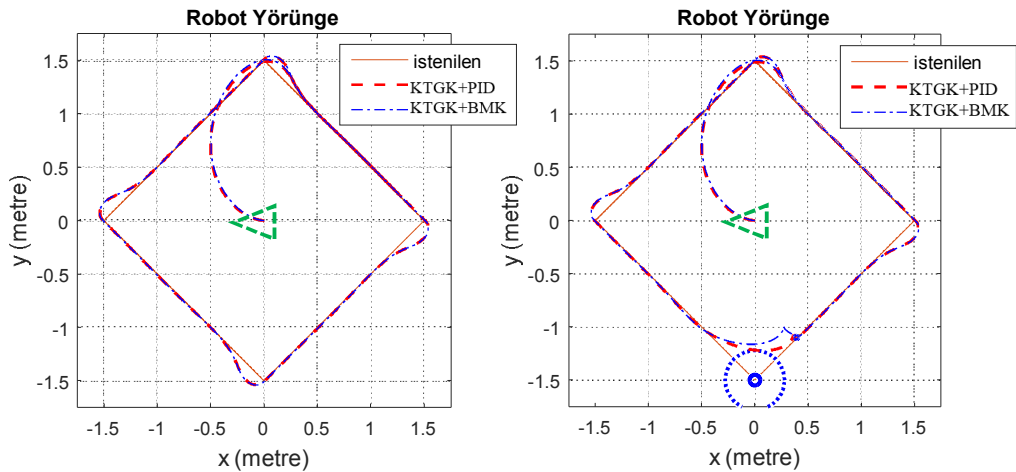 Robot Yörünge
istenilen
KTGK+PID
KTGK+BMK
1.5
1
0.5
0
-0.5
-1
-1.5
y (metre)
-1.5 -1 -0.5 0 0.5 1 1.5
x (metre)
Robot Yörünge
istenilen
KTGK+PID
KTGK+BMK
1.5
1
0.5
0
-0.5
-1
-1.5
y (metre)
-1.5 -1 -0.5 0 0.5 1 1.5
x (metre)